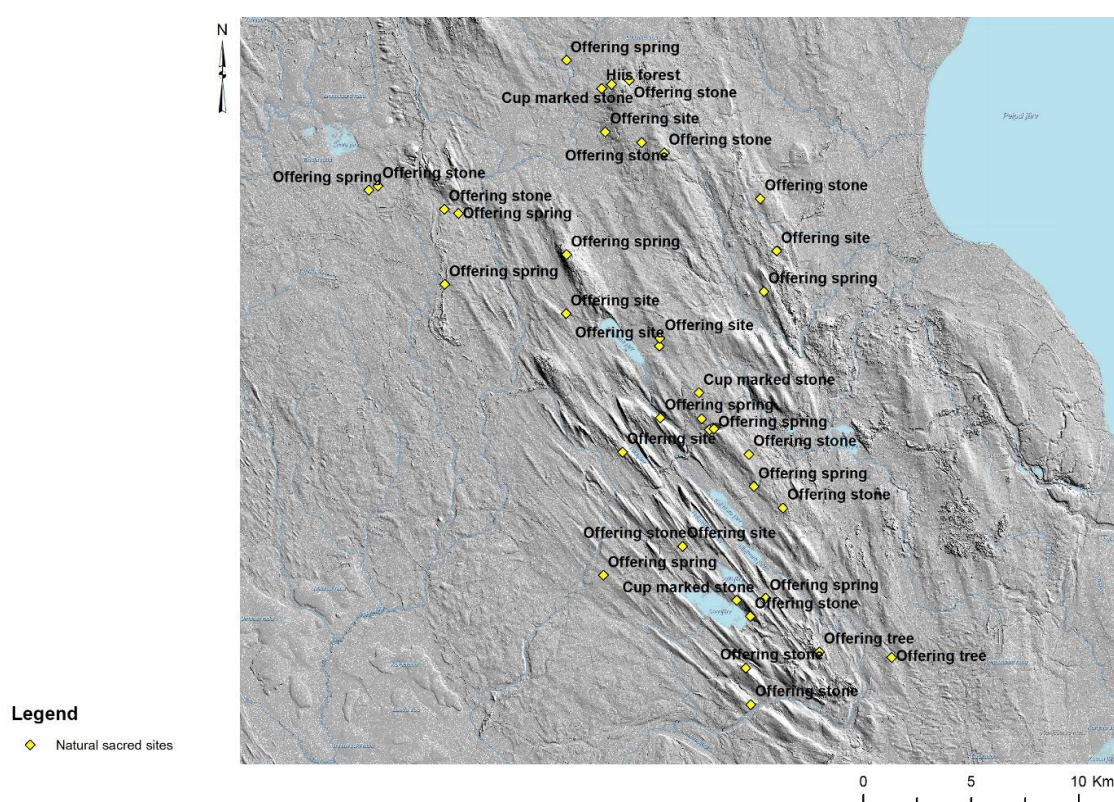 N
Offering spring
Hiis forest
Offering stone
Cup marked stone
Peipsi järv
Offering site
Offering stone
Offering stone
Offering stone
Offering spring
Offering stone
Offering stone
Offering spring
Offering spring
Offering site
Offering spring
Offering spring
Offering site
Offering site
Offering site
Cup marked stone
Offering spring
Offering spring
Offering site
Offering stone
Offering spring
Offering stone
Offering stone
Offering site
Offering spring
Offering spring
Cup marked stone
Offering stone
Offering tree
Offering stone
Offering tree
Offering stone
Legend
Natural sacred sites
0 5 10 Km